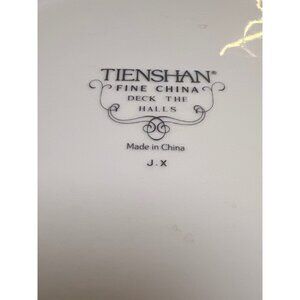 TIENSHAN®
FINE CHINA
DECK THE
HALLS
Made in China
J.X